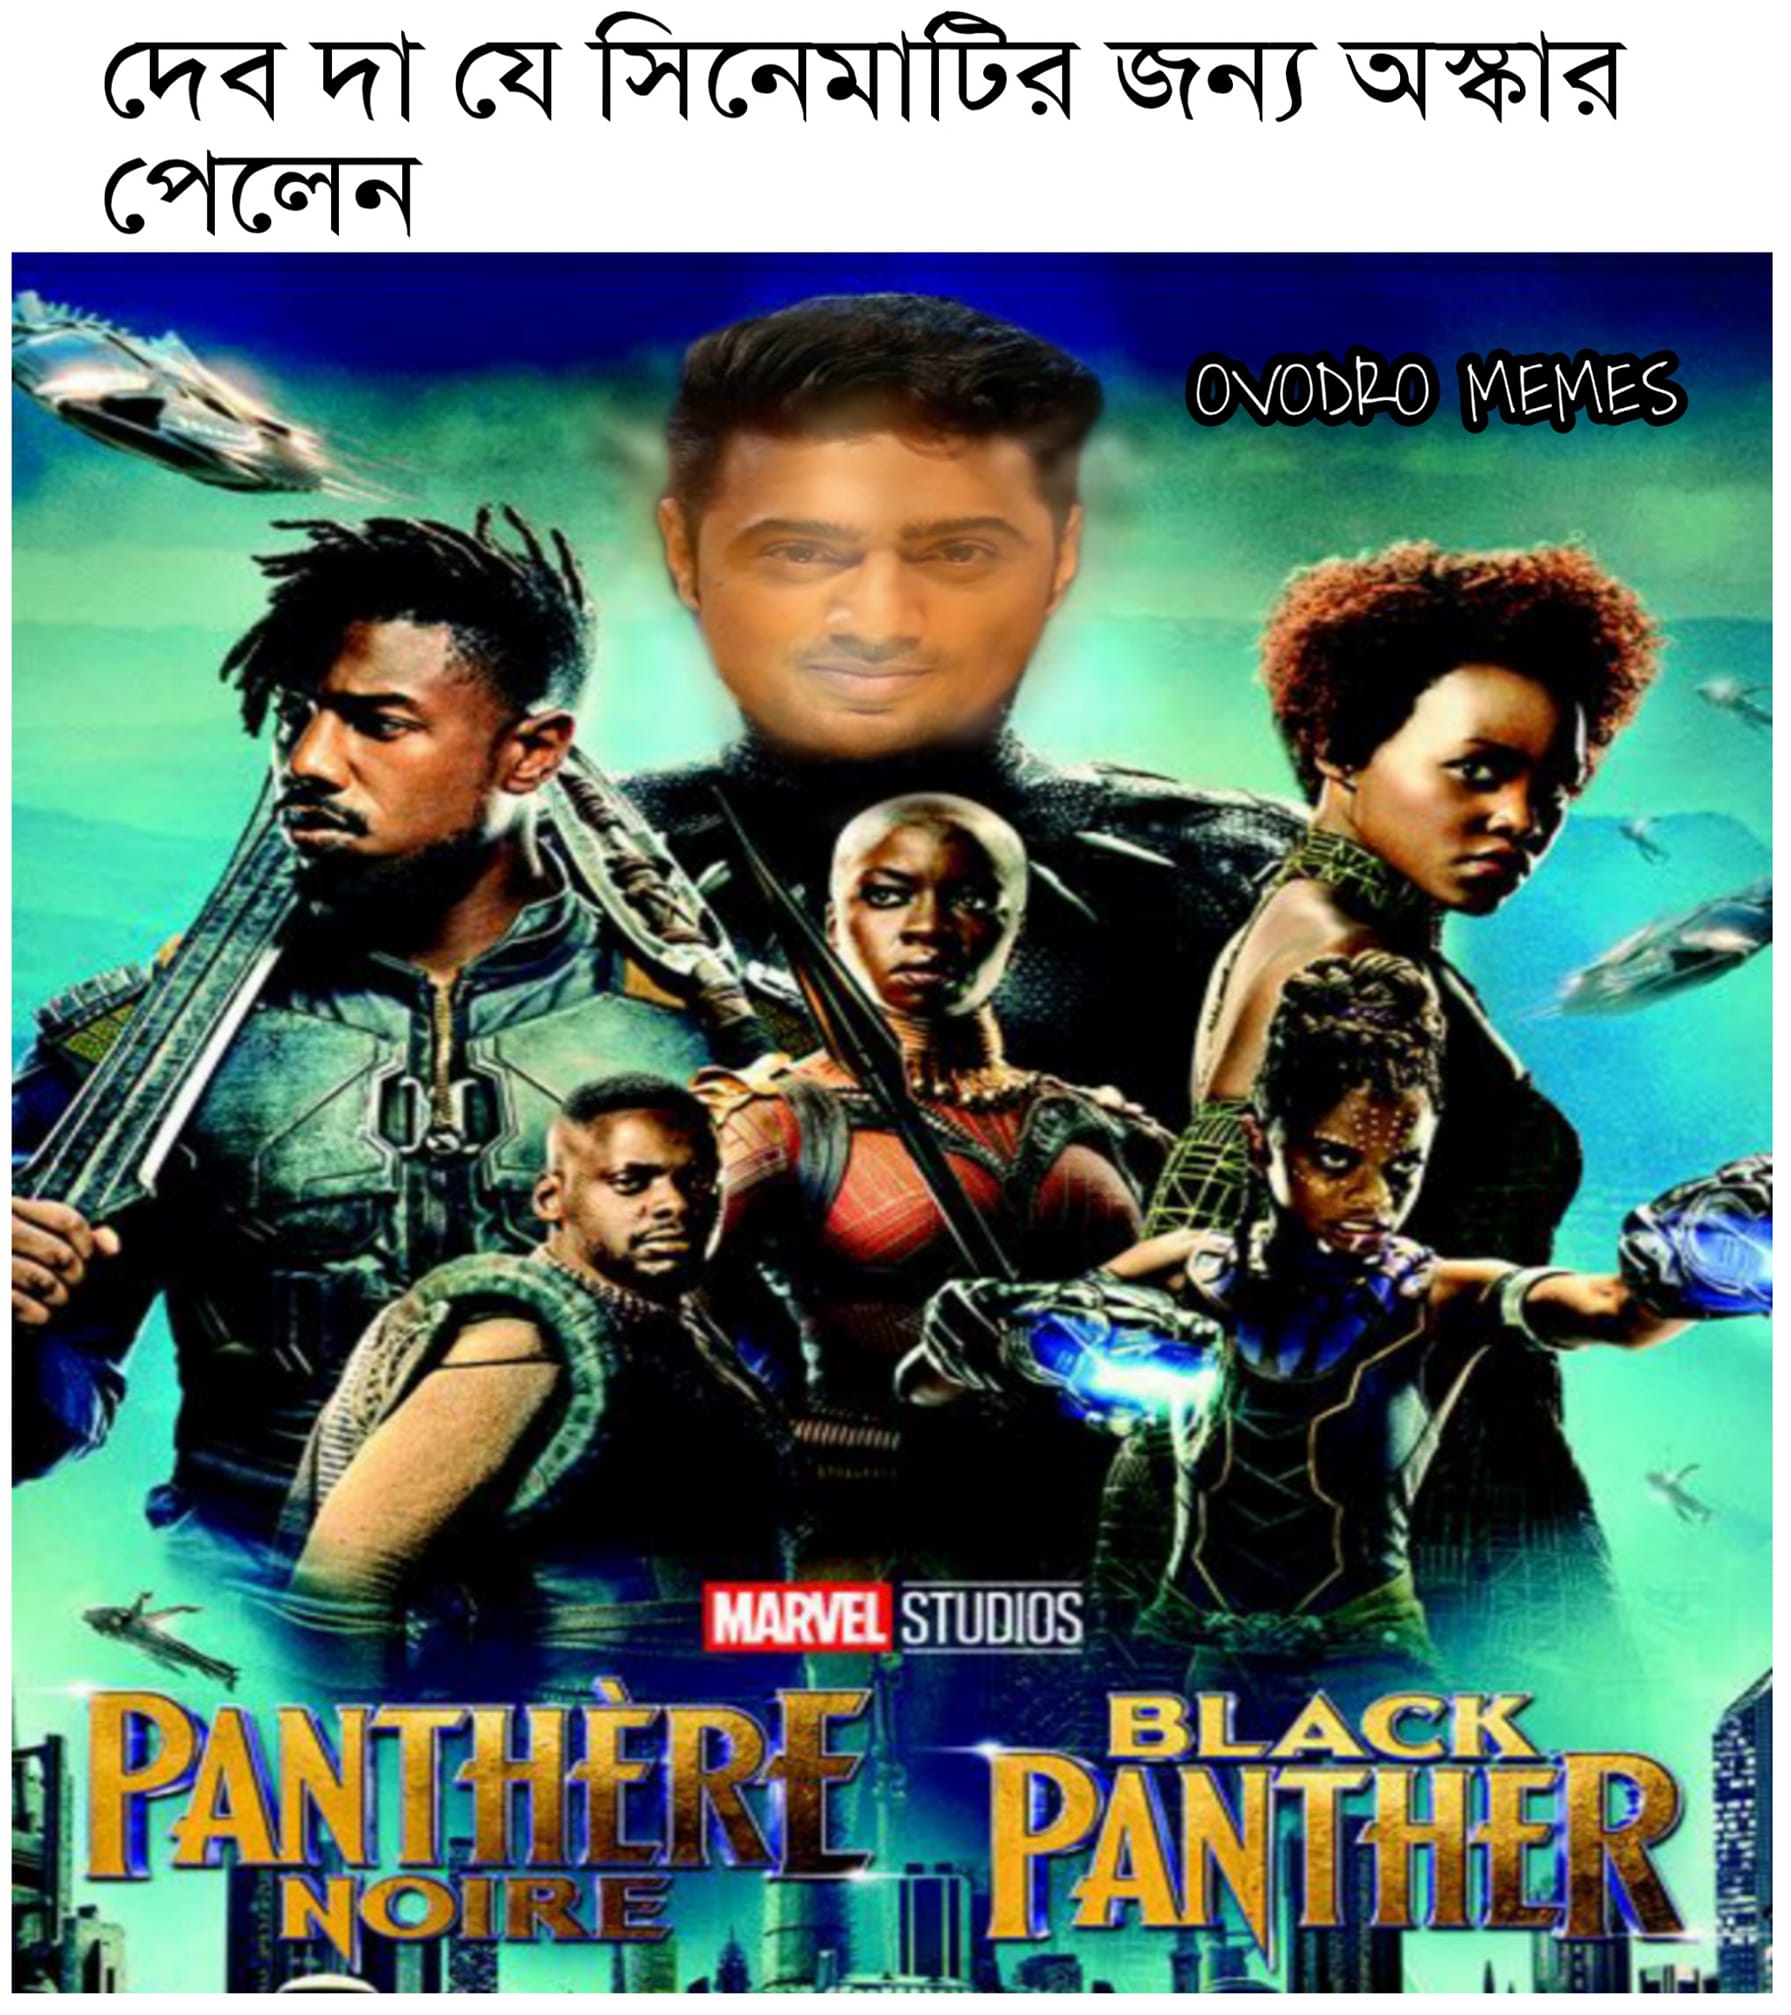 দেব দা যে সিনেমাটির জন্য অস্কার
পেলেন
OVODRO MEMES
MARVEL STUDIOS
PANTHÈRE
NOIRE
BLACK
PANTHER